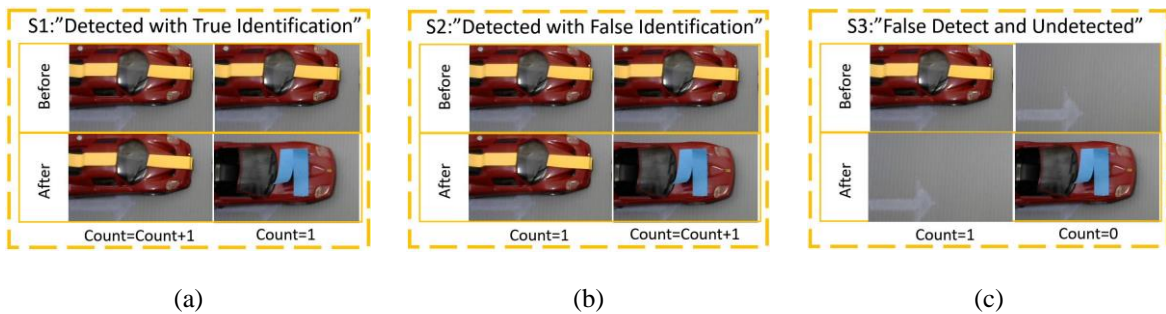 S1:"Detected with True Identification"
Before
After
Count=Count+1 Count=1
(a)
S2:"Detected with False Identification"
Before
After
Count=1 Count=Count+1
(b)
S3:"False Detect and Undetected"
Before
After
Count=1 Count=0
(c)